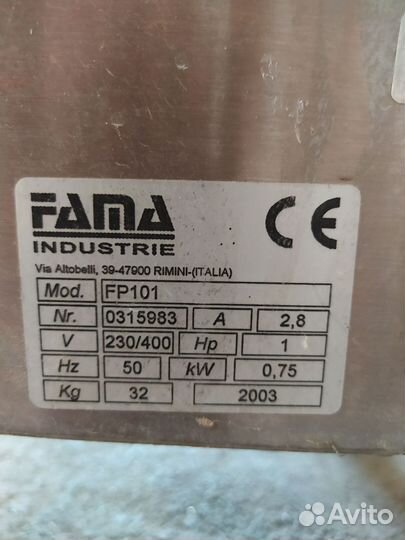 FAMA
INDUSTRIE
CE
Via Altobelli, 39-47900 RIMINI-(ITALIA)
Mod. FP101
Nr. 0315983 A 2,8
V 230/400 Hp 1
Hz 50 kW 0,75
Kg 32 2003
Avito